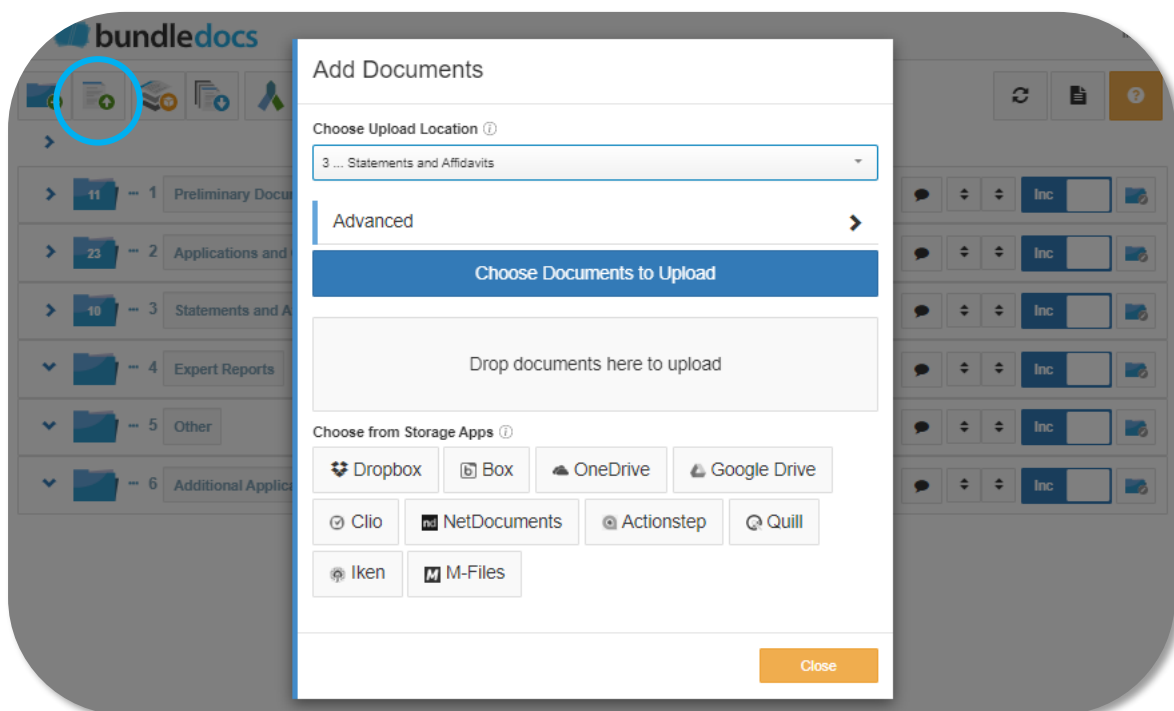 bundledocs
Add Documents
Choose Upload Location
3 ... Statements and Affidavits
Advanced
Choose Documents to Upload
Drop documents here to upload
Choose from Storage Apps
Dropbox Box OneDrive Google Drive
Clio nd NetDocuments Actionstep Quill
Iken M M-Files
Close
11 1 Preliminary Docu Inc
23 2 Applications and Inc
10 3 Statements and A Inc
4 Expert Reports Inc
5 Other Inc
6 Additional Applica Inc